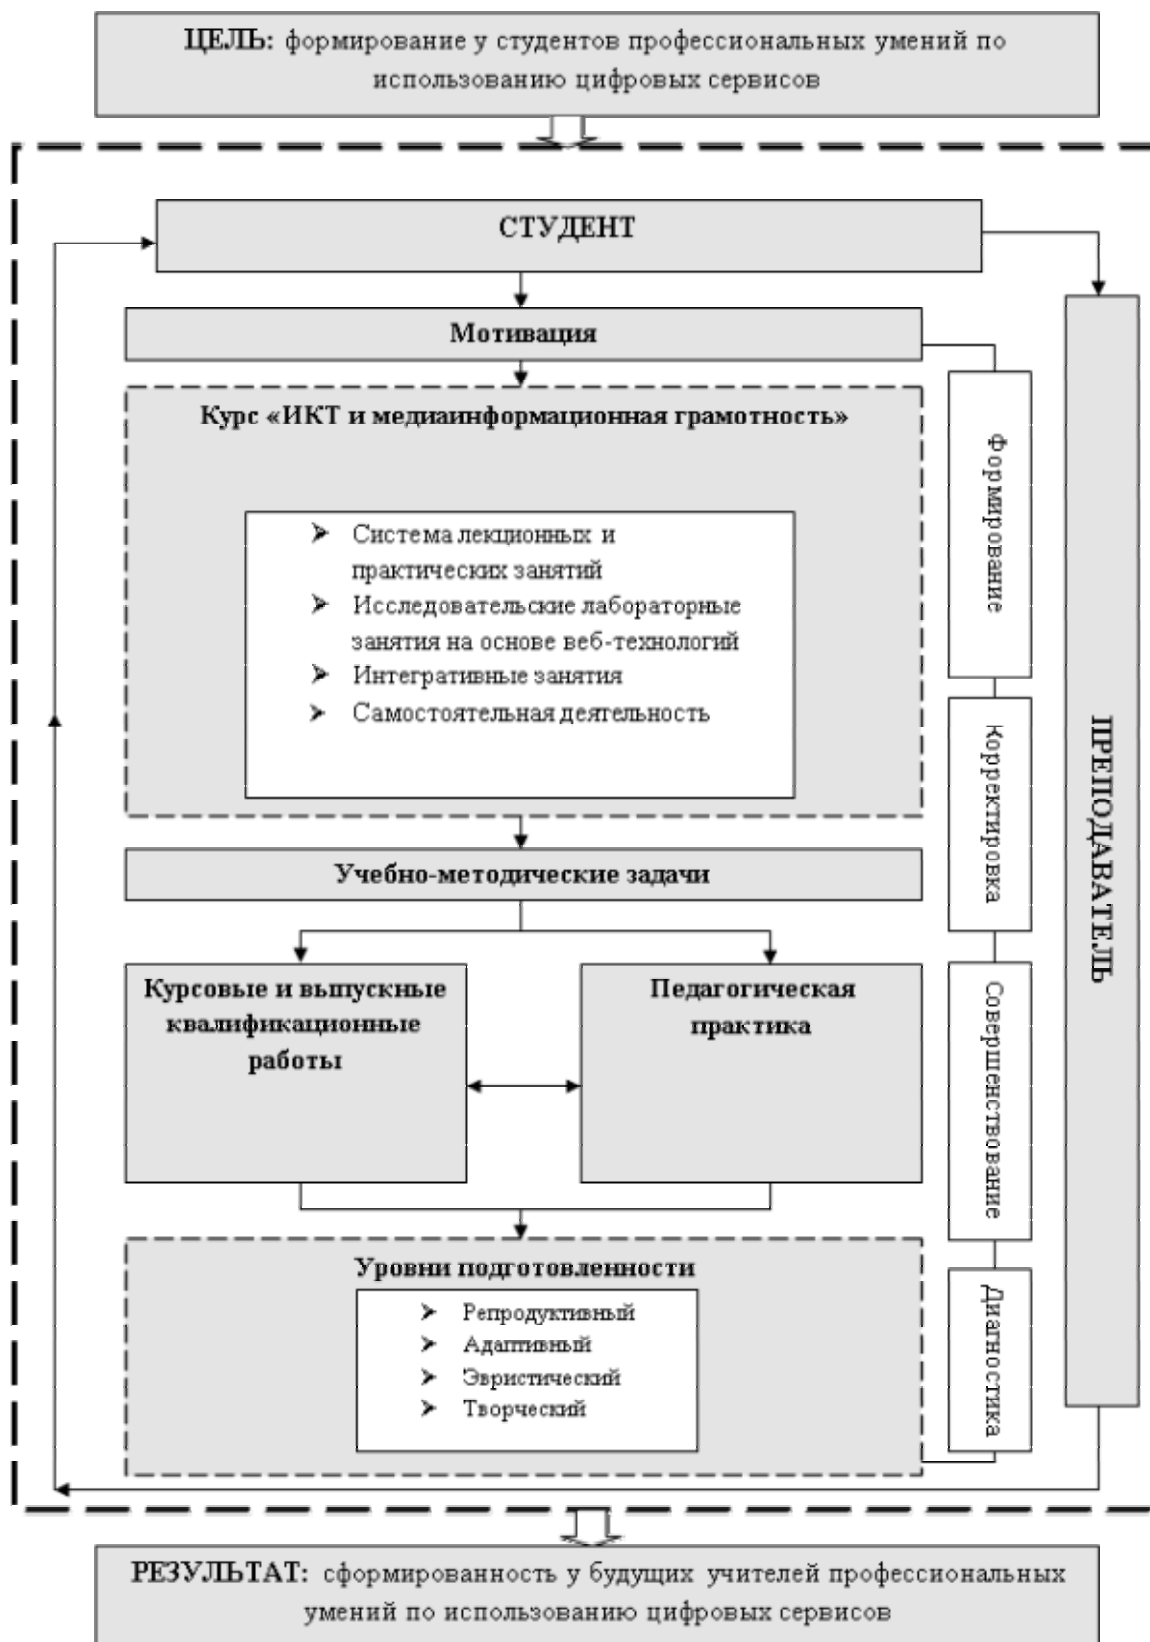 ЦЕЛЬ: формирование у студентов профессиональных умений по
использованию цифровых сервисов
СТУДЕНТ
Мотивация
Курс «ИКТ и медиаинформационная грамотность»
Система лекционных и
практических занятий
Исследовательские лабораторные
занятия на основе веб-технологий
Интегративные занятия
Самостоятельная деятельность
Учебно-методические задачи
Курсовые и выпускные
квалификационные
работы
Педагогическая
практика
Уровни подготовленности
Репродуктивный
Адаптивный
Эвристический
Творческий
Формирование
Корректировка
Совершенствование
Диагностика
ПРЕПОДАВАТЕЛЬ
РЕЗУЛЬТАТ: сформированность у будущих учителей профессиональных
умений по использованию цифровых сервисов